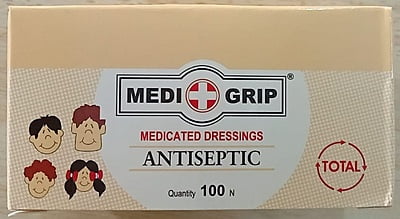 MEDI GRIP ®
MEDICATED DRESSINGS
ANTISEPTIC
TOTAL
Quantity 100 N